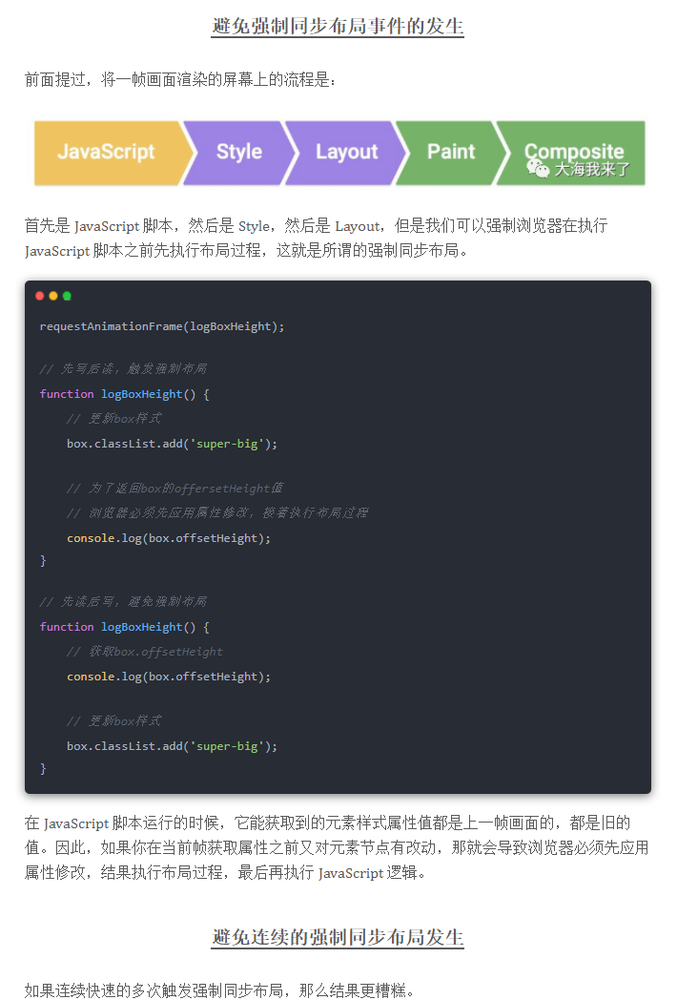 避免强制同步布局事件的发生
前面提过，将一帧画面渲染的屏幕上的流程是：
JavaScript
Style
Layout
Paint
Composite
大海我来了
首先是 JavaScript 脚本，然后是 Style，然后是 Layout，但是我们可以强制浏览器在执行
JavaScript 脚本之前先执行布局过程，这就是所谓的强制同步布局。
requestAnimationFrame(logBoxHeight);
// 先写后读，触发强制布局
function logBoxHeight() {
    // 更新box样式
    box.classList.add('super-big');
    // 为了返回box的offersetHeight值
    // 浏览器必须先应用属性修改，接着执行布局过程
    console.log(box.offsetHeight);
}
// 先读后写，避免强制布局
function logBoxHeight() {
    // 获取box.offsetHeight
    console.log(box.offsetHeight);
    // 更新box样式
    box.classList.add('super-big');
}
在 JavaScript 脚本运行的时候，它能获取到的元素样式属性值都是上一帧画面的，都是旧的
值。因此，如果你在当前帧获取属性之前又对元素节点有改动，那就会导致浏览器必须先应用
属性修改，结果执行布局过程，最后再执行 JavaScript 逻辑。
避免连续的强制同步布局发生
如果连续快速的多次触发强制同步布局，那么结果更糟糕。